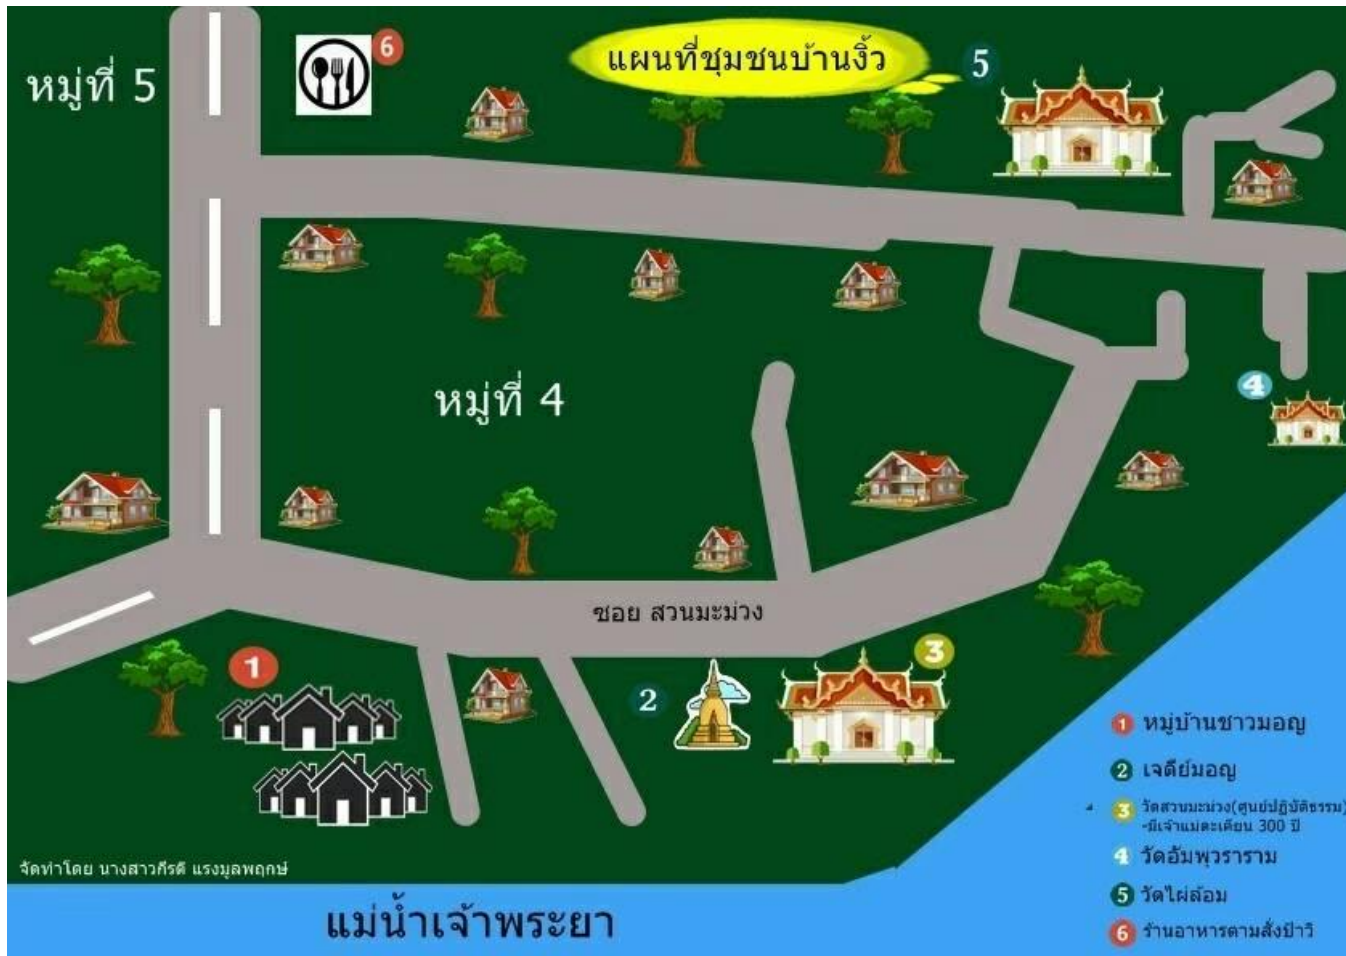 แผนที่ชุมชนบ้านงิ้ว
หมู่ที่ 5
6
5
หมู่ที่ 4
4
ซอย สวนมะม่วง
1
2
3
1 หมู่บ้านชาวมอญ
2 เจดีย์มอญ
3 วัดสวนมะม่วง(ศูนย์ปฏิบัติธรรม)
-มีเจ้าแม่ตะเคียน 300 ปี
4 วัดอัมพุวราราม
5 วัดไผ่ล้อม
6 ร้านอาหารตามสั่งป้าวิ
จัดทำโดย นางสาวกีรติ แรงมูลพฤกษ์
แม่น้ำเจ้าพระยา